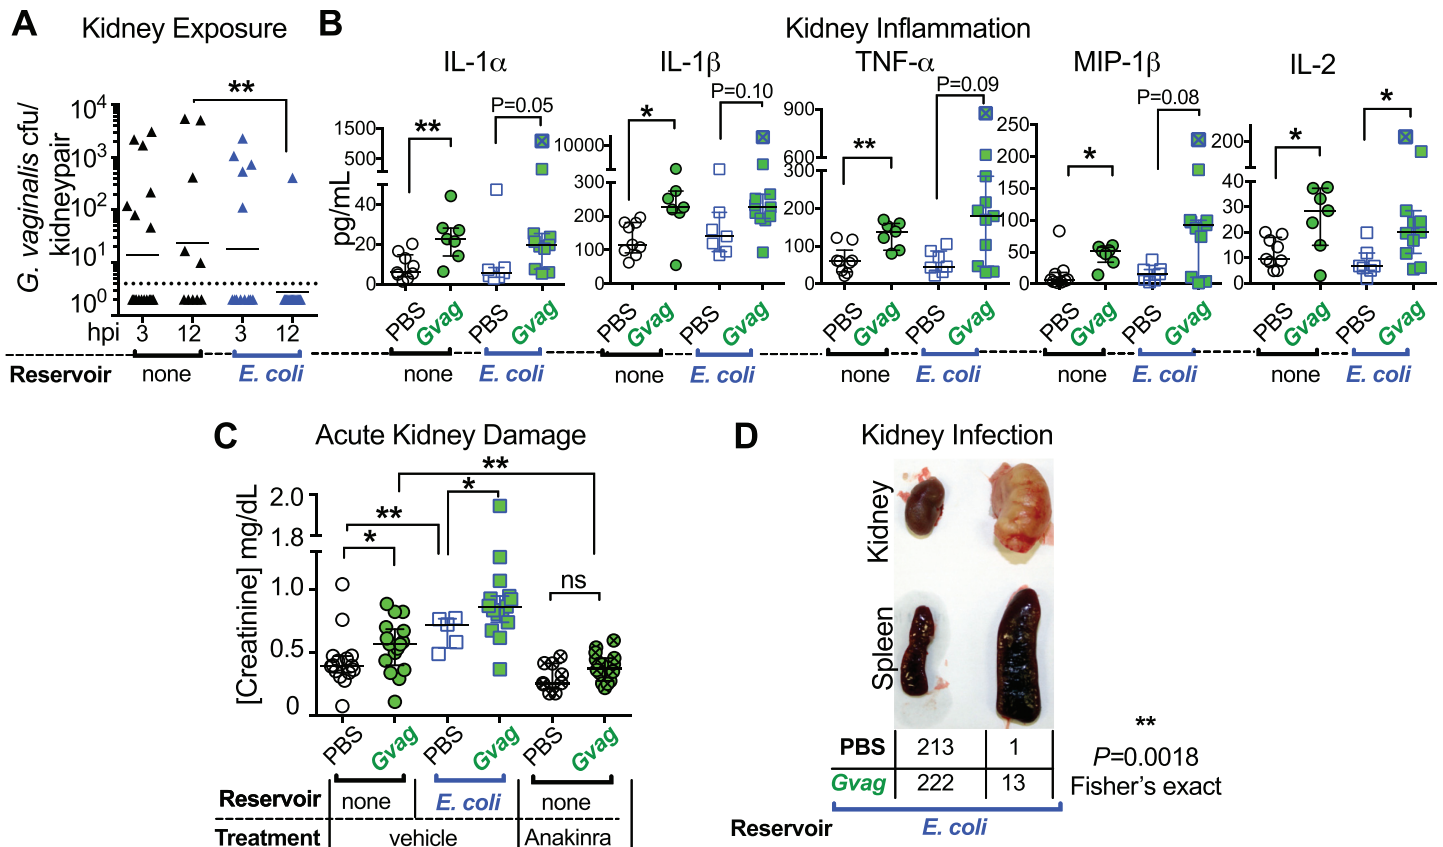 A
Kidney Exposure
G. vaginalis cfu/
kidneypair
10^4
10^3
10^2
10^1
10^0
**
hpi
3
12
3
12
Reservoir
none
E. coli
B
Kidney Inflammation
IL-1α
pg/mL
1500
500
40
20
0
**
P=0.05
PBS
Gvag
PBS
Gvag
none
E. coli
IL-1β
10000
300
200
100
0
*
P=0.10
PBS
Gvag
PBS
Gvag
none
E. coli
TNF-α
900
600
300
200
100
0
**
P=0.09
PBS
Gvag
PBS
Gvag
none
E. coli
MIP-1β
250
200
150
100
50
0
*
P=0.08
PBS
Gvag
PBS
Gvag
none
E. coli
IL-2
200
40
30
20
10
0
*
*
PBS
Gvag
PBS
Gvag
none
E. coli
C
Acute Kidney Damage
[Creatinine] mg/dL
2.0
1.8
1.0
0.5
0
**
*
**
*
ns
PBS
Gvag
PBS
Gvag
PBS
Gvag
Reservoir
none
E. coli
none
Treatment
vehicle
Anakinra
D
Kidney Infection
Kidney
Spleen
PBS 213 1
Gvag 222 13
**
P=0.0018
Fisher's exact
Reservoir
E. coli